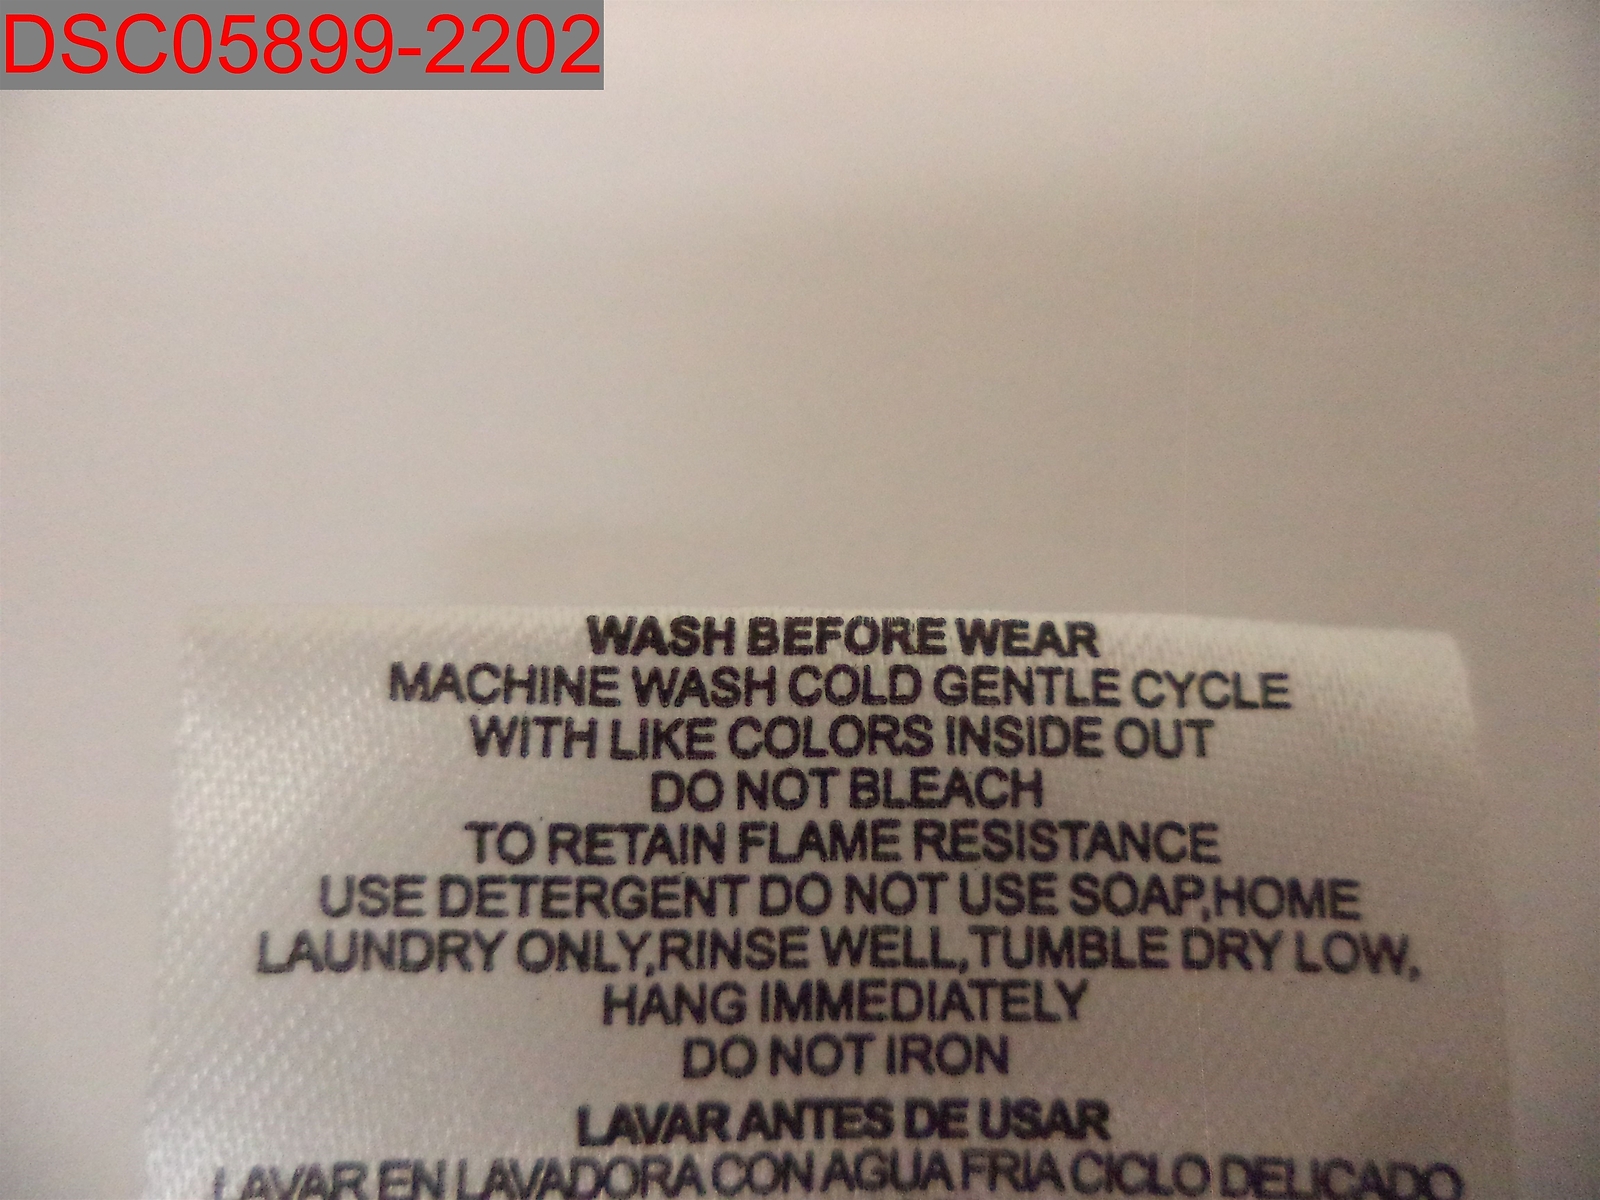 DSC05899-2202
WASH BEFORE WEAR
MACHINE WASH COLD GENTLE CYCLE
WITH LIKE COLORS INSIDE OUT
DO NOT BLEACH
TO RETAIN FLAME RESISTANCE
USE DETERGENT DO NOT USE SOAP,HOME
LAUNDRY ONLY,RINSE WELL,TUMBLE DRY LOW,
HANG IMMEDIATELY
DO NOT IRON
LAVAR ANTES DE USAR
LAVAR EN LAVADORA CON AGUA FRIA CICLO DELICADO